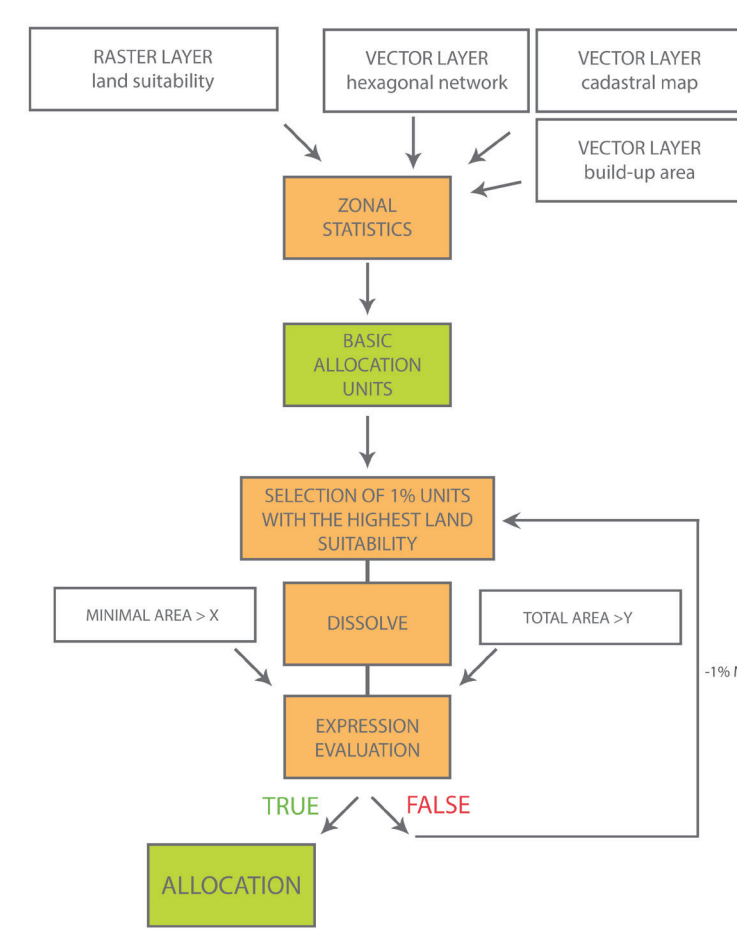 RASTER LAYER
land suitability
VECTOR LAYER
hexagonal network
VECTOR LAYER
cadastral map
VECTOR LAYER
build-up area
ZONAL
STATISTICS
BASIC
ALLOCATION
UNITS
SELECTION OF 1% UNITS
WITH THE HIGHEST LAND
SUITABILITY
MINIMAL AREA > X
DISSOLVE
TOTAL AREA >Y
-1%
EXPRESSION
EVALUATION
TRUE
FALSE
ALLOCATION